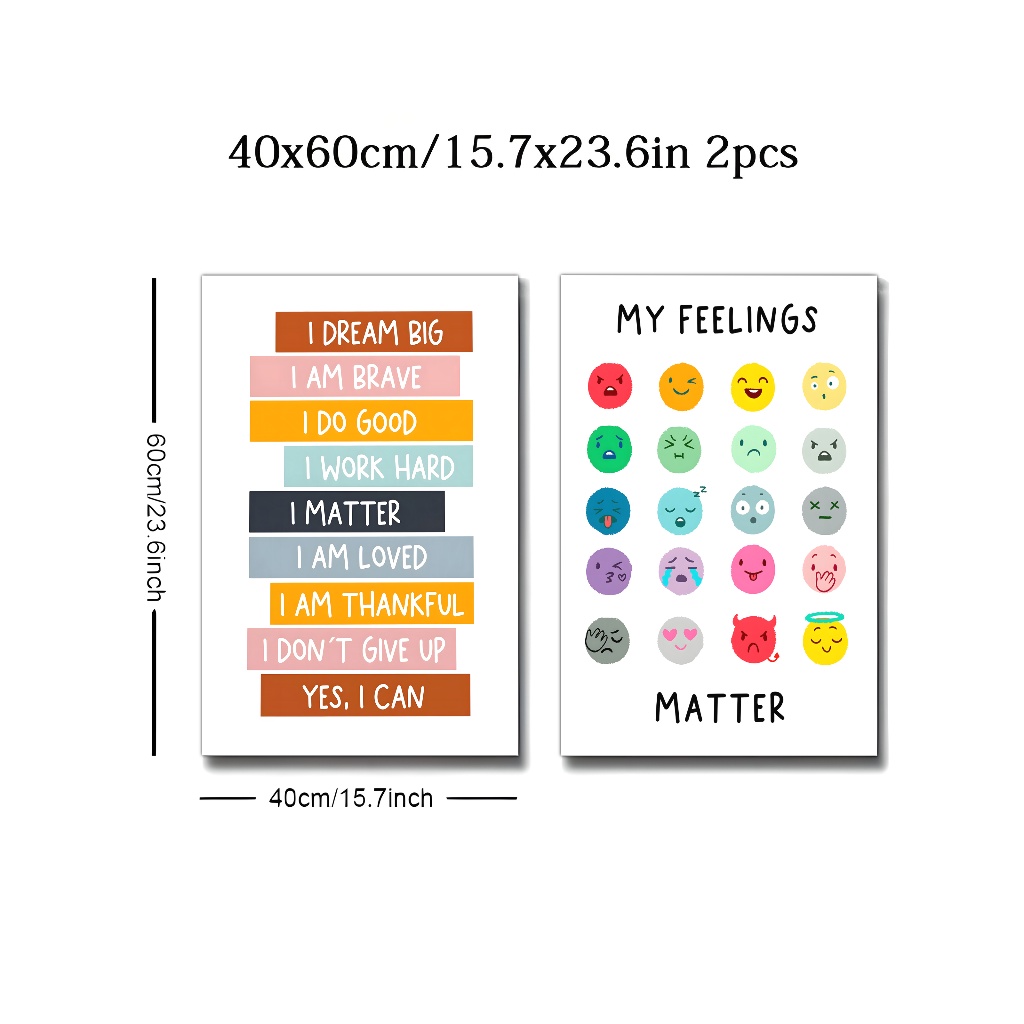 40x60cm/15.7x23.6in 2pcs
I DREAM BIG
I AM BRAVE
I DO GOOD
I WORK HARD
I MATTER
I AM LOVED
I AM THANKFUL
I DON´T GIVE UP
YES, I CAN
MY FEELINGS
z z z
MATTER
60cm/23.6inch
40cm/15.7inch